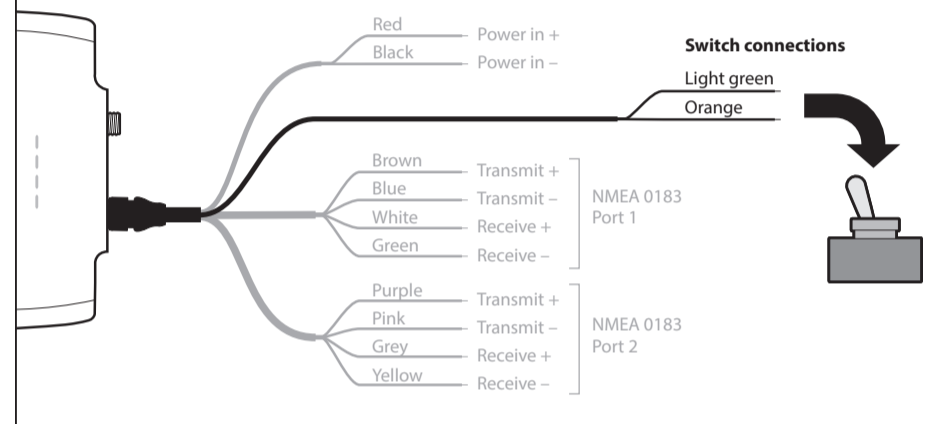 Red
Power in +
Black
Power in –
Switch connections
Light green
Orange
Brown
Transmit +
Blue
Transmit –
White
Receive +
Green
Receive –
NMEA 0183
Port 1
Purple
Transmit +
Pink
Transmit –
Grey
Receive +
Yellow
Receive –
NMEA 0183
Port 2